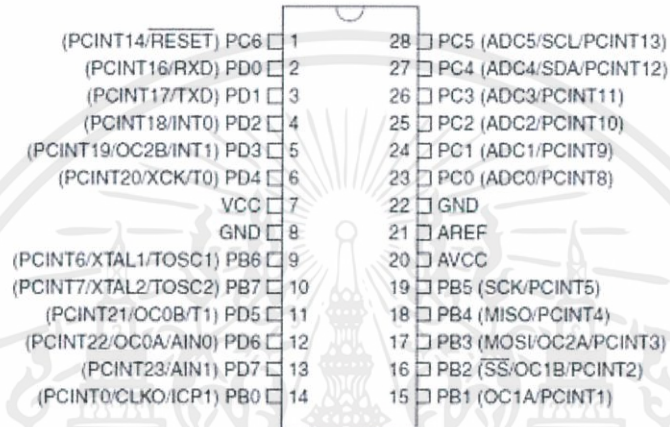 (PCINT14/RESET) PC6 1 28 PC5 (ADC5/SCL/PCINT13)
(PCINT16/RXD) PD0 2 27 PC4 (ADC4/SDA/PCINT12)
(PCINT17/TXD) PD1 3 26 PC3 (ADC3/PCINT11)
(PCINT18/INT0) PD2 4 25 PC2 (ADC2/PCINT10)
(PCINT19/OC2B/INT1) PD3 5 24 PC1 (ADC1/PCINT9)
(PCINT20/XCK/T0) PD4 6 23 PC0 (ADC0/PCINT8)
VCC 7 22 GND
GND 8 21 AREF
(PCINT6/XTAL1/TOSC1) PB6 9 20 AVCC
(PCINT7/XTAL2/TOSC2) PB7 10 19 PB5 (SCK/PCINT5)
(PCINT21/OC0B/T1) PD5 11 18 PB4 (MISO/PCINT4)
(PCINT22/OC0A/AIN0) PD6 12 17 PB3 (MOSI/OC2A/PCINT3)
(PCINT23/AIN1) PD7 13 16 PB2 (SS/OC1B/PCINT2)
(PCINT0/CLKO/ICP1) PB0 14 15 PB1 (OC1A/PCINT1)